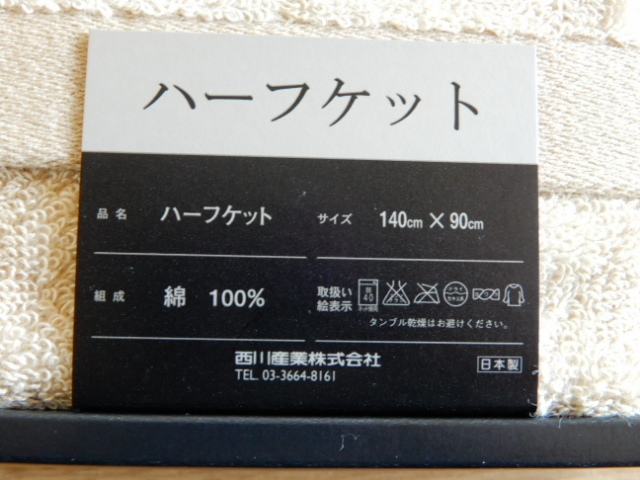 ハーフケット
品名 ハーフケット サイズ 140cm × 90cm
組成 綿 100% 取扱い
絵表示
40
タンブル乾燥はお避けください。
西川産業株式会社
日本製
TEL. 03-3664-8161